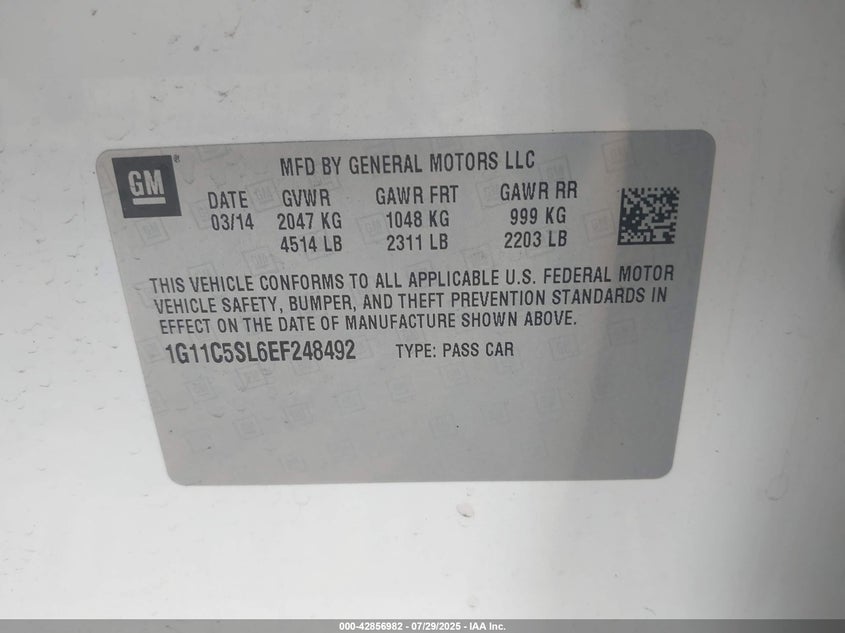 GM
MFD BY GENERAL MOTORS LLC
DATE GVWR GAWR FRT GAWR RR
03/14 2047 KG 1048 KG 999 KG
4514 LB 2311 LB 2203 LB
THIS VEHICLE CONFORMS TO ALL APPLICABLE U.S. FEDERAL MOTOR
VEHICLE SAFETY, BUMPER, AND THEFT PREVENTION STANDARDS IN
EFFECT ON THE DATE OF MANUFACTURE SHOWN ABOVE.
1G11C5SL6EF248492 TYPE: PASS CAR
000-42856982 / 07/29/2025 - IAA Inc.